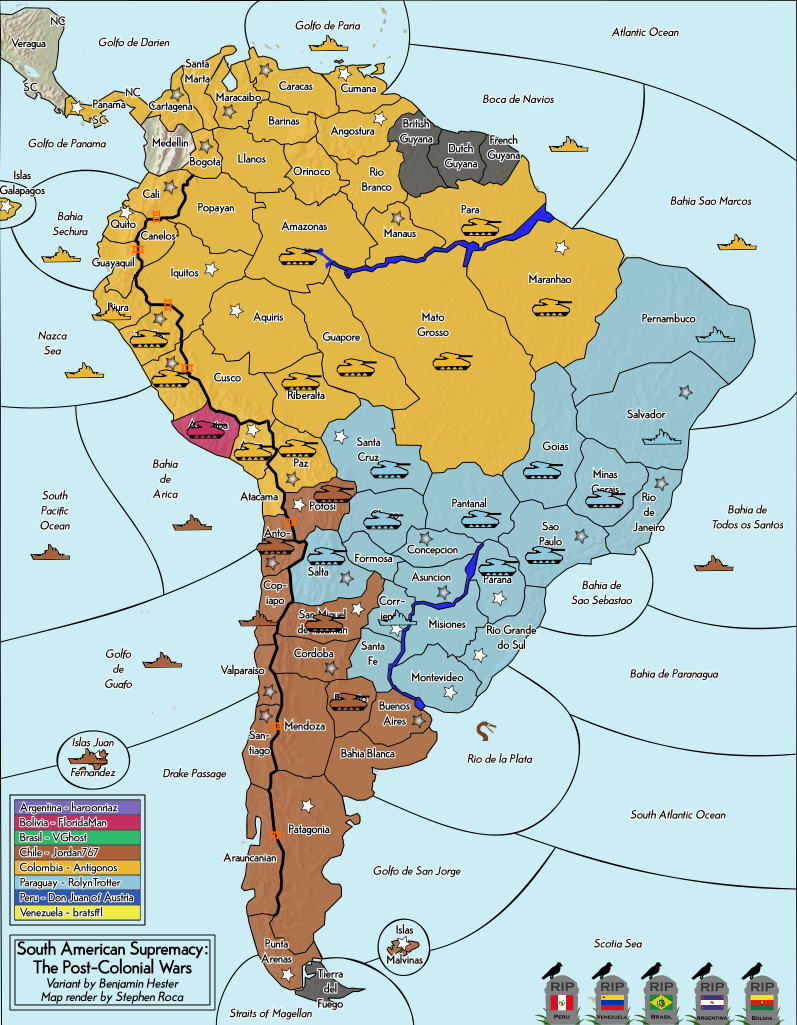 NC
Veragua
Golfo de Darien
Golfo de Paria
Atlantic Ocean
SC
NC
Panama
SC
Santa
Marta
Cartagena
Maracaibo
Caracas
Cumana
Boca de Navios
Golfo de Panama
Medellin
Barinas
Angostura
British
Guyana
Dutch
Guyana
French
Guyana
Bogota
Llanos
Orinoco
Rio
Branco
Islas
Galapagos
Cali
Popayan
Para
Bahia Sao Marcos
Bahia
Sechura
Quito
Canelos
Amazonas
Manaus
Guayaquil
Iquitos
Maranhao
Piura
Aquiris
Mato
Grosso
Pernambuco
Nazca
Sea
Guapore
Cusco
Riberalta
Salvador
Santa
Cruz
Goias
Bahia
de
Arica
Paz
Minas
Gerais
South
Pacific
Ocean
Atacama
Potosi
Pantanal
Rio
de
Janeiro
Bahia de
Todos os Santos
Anto-
Sao
Paulo
Concepcion
Formosa
Salta
Asuncion
Parana
Cop-
iapo
Bahia de
Sao Sebastao
Corr-
San Miguel
Misiones
Rio Grande
do Sul
Golfo
de
Guafo
Cordoba
Santa
Fe
Valparaiso
Montevideo
Bahia de Paranagua
Buenos
Aires
San-
tiago
Mendoza
Islas Juan
Fernandez
Bahia Blanca
Rio de la Plata
Drake Passage
Argentina - haroonriaz
Bolivia - FloridaMan
Brasil - VGhost
Chile - Jordan767
Colombia - Antigonos
Paraguay - RolynTrotter
Peru - Don Juan of Austria
Venezuela - bratsffl
Patagonia
South Atlantic Ocean
Araucanian
Golfo de San Jorge
South American Supremacy:
The Post-Colonial Wars
Variant by Benjamin Hester
Map render by Stephen Roca
Punta
Arenas
Islas
Malvinas
Scotia Sea
Tierra
del
Fuego
Straits of Magellan
RIP
PERU
RIP
VENEZUELA
RIP
BRASIL
RIP
ARGENTINA
RIP
BOLIVIA